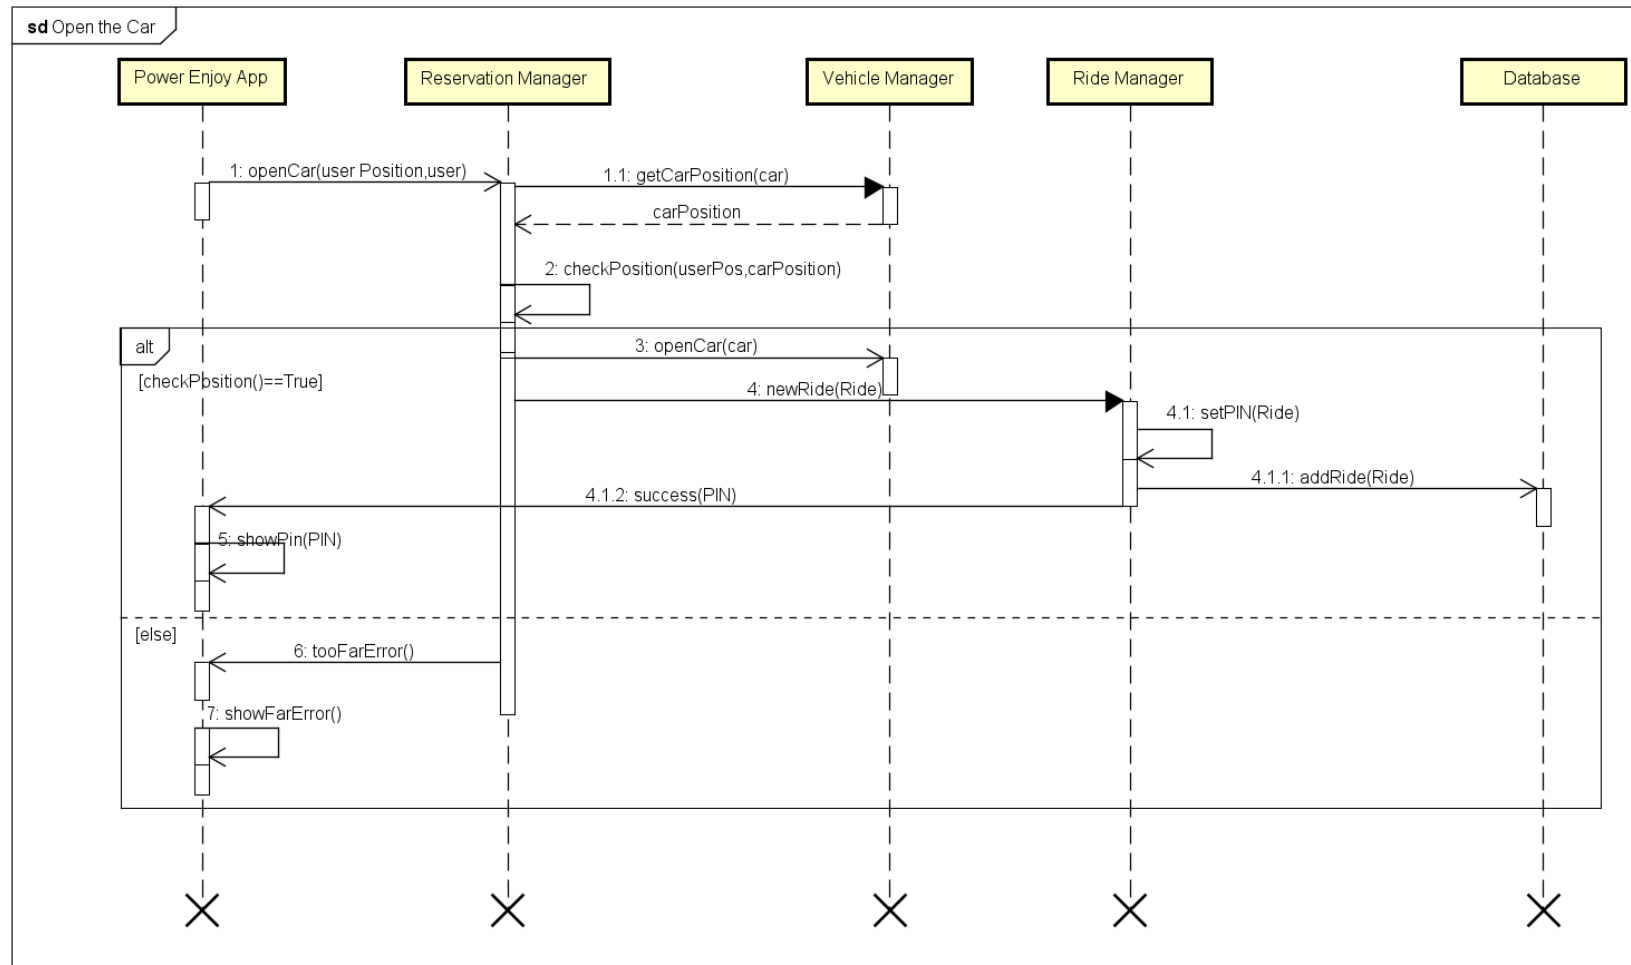 sd Open the Car
Power Enjoy App
Reservation Manager
Vehicle Manager
Ride Manager
Database
1: openCar(user Position,user)
1.1: getCarPosition(car)
carPosition
2: checkPosition(userPos,carPosition)
alt
3: openCar(car)
[checkPosition()==True]
4: newRide(Ride)
4.1: setPIN(Ride)
4.1.1: addRide(Ride)
4.1.2: success(PIN)
5: showPin(PIN)
[else]
6: tooFarError()
7: showFarError()